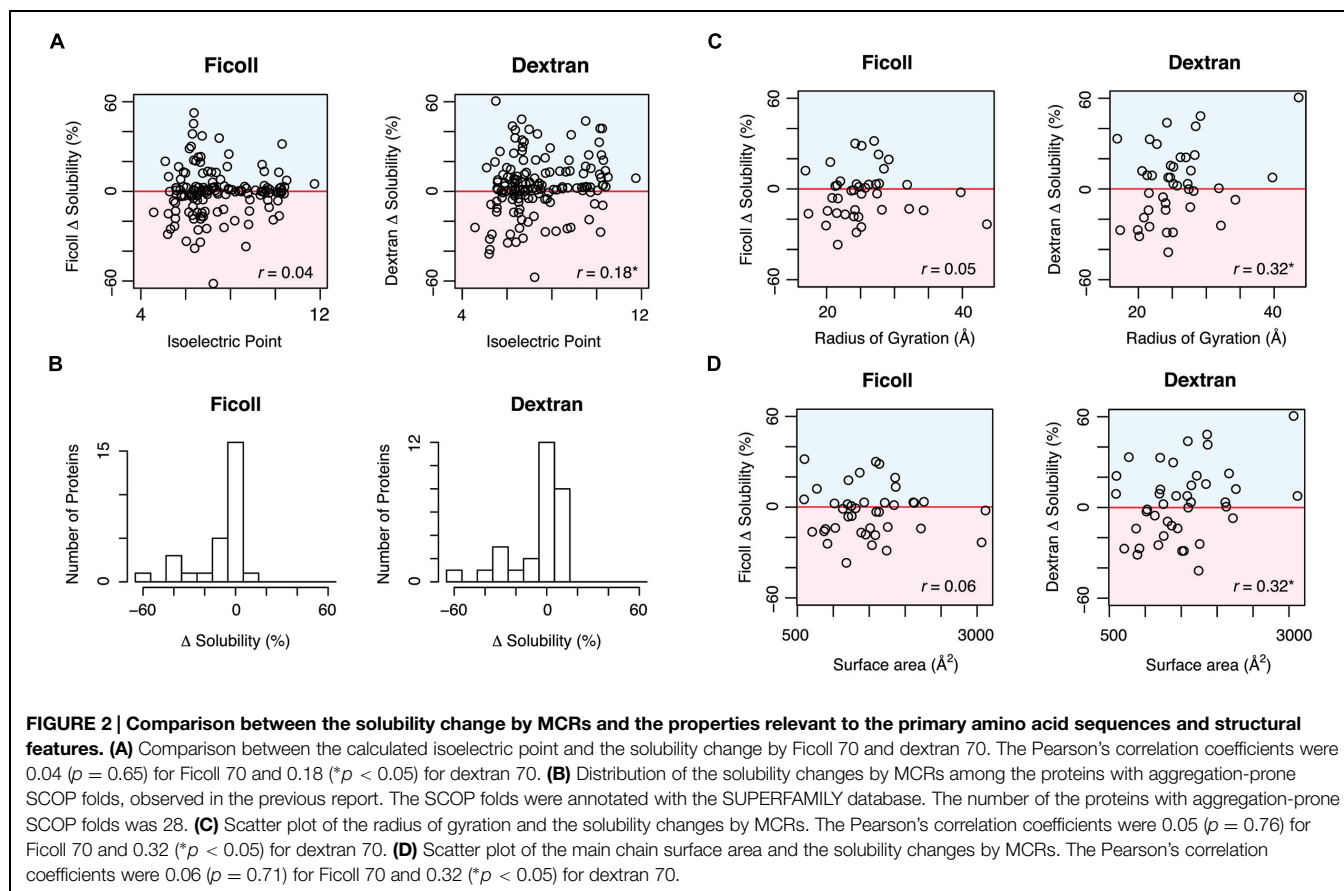 A
Ficoll
Dextran
Ficoll Δ Solubility (%)
60
0
−60
r = 0.04
4
12
Isoelectric Point
Dextran Δ Solubility (%)
60
0
−60
r = 0.18*
4
12
Isoelectric Point
B
Ficoll
Dextran
Number of Proteins
15
0
−60
0
60
Δ Solubility (%)
Number of Proteins
12
0
−60
0
60
Δ Solubility (%)
C
Ficoll
Dextran
Ficoll Δ Solubility (%)
60
0
−60
r = 0.05
20
40
Radius of Gyration (Å)
Dextran Δ Solubility (%)
60
0
−60
r = 0.32*
20
40
Radius of Gyration (Å)
D
Ficoll
Dextran
Ficoll Δ Solubility (%)
60
0
−60
r = 0.06
500
3000
Surface area (Å²)
Dextran Δ Solubility (%)
60
0
−60
r = 0.32*
500
3000
Surface area (Å²)
FIGURE 2 | Comparison between the solubility change by MCRs and the properties relevant to the primary amino acid sequences and structural
features. (A) Comparison between the calculated isoelectric point and the solubility change by Ficoll 70 and dextran 70. The Pearson's correlation coefficients were
0.04 (p = 0.65) for Ficoll 70 and 0.18 (*p < 0.05) for dextran 70. (B) Distribution of the solubility changes by MCRs among the proteins with aggregation-prone
SCOP folds, observed in the previous report. The SCOP folds were annotated with the SUPERFAMILY database. The number of the proteins with aggregation-prone
SCOP folds was 28. (C) Scatter plot of the radius of gyration and the solubility changes by MCRs. The Pearson's correlation coefficients were 0.05 (p = 0.76) for
Ficoll 70 and 0.32 (*p < 0.05) for dextran 70. (D) Scatter plot of the main chain surface area and the solubility changes by MCRs. The Pearson's correlation
coefficients were 0.06 (p = 0.71) for Ficoll 70 and 0.32 (*p < 0.05) for dextran 70.